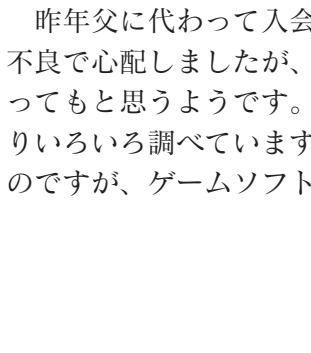 昨年父に代わって入会
不良で心配しましたが、
ってもと思うようです。
りいろいろ調べています
のですが、ゲームソフト